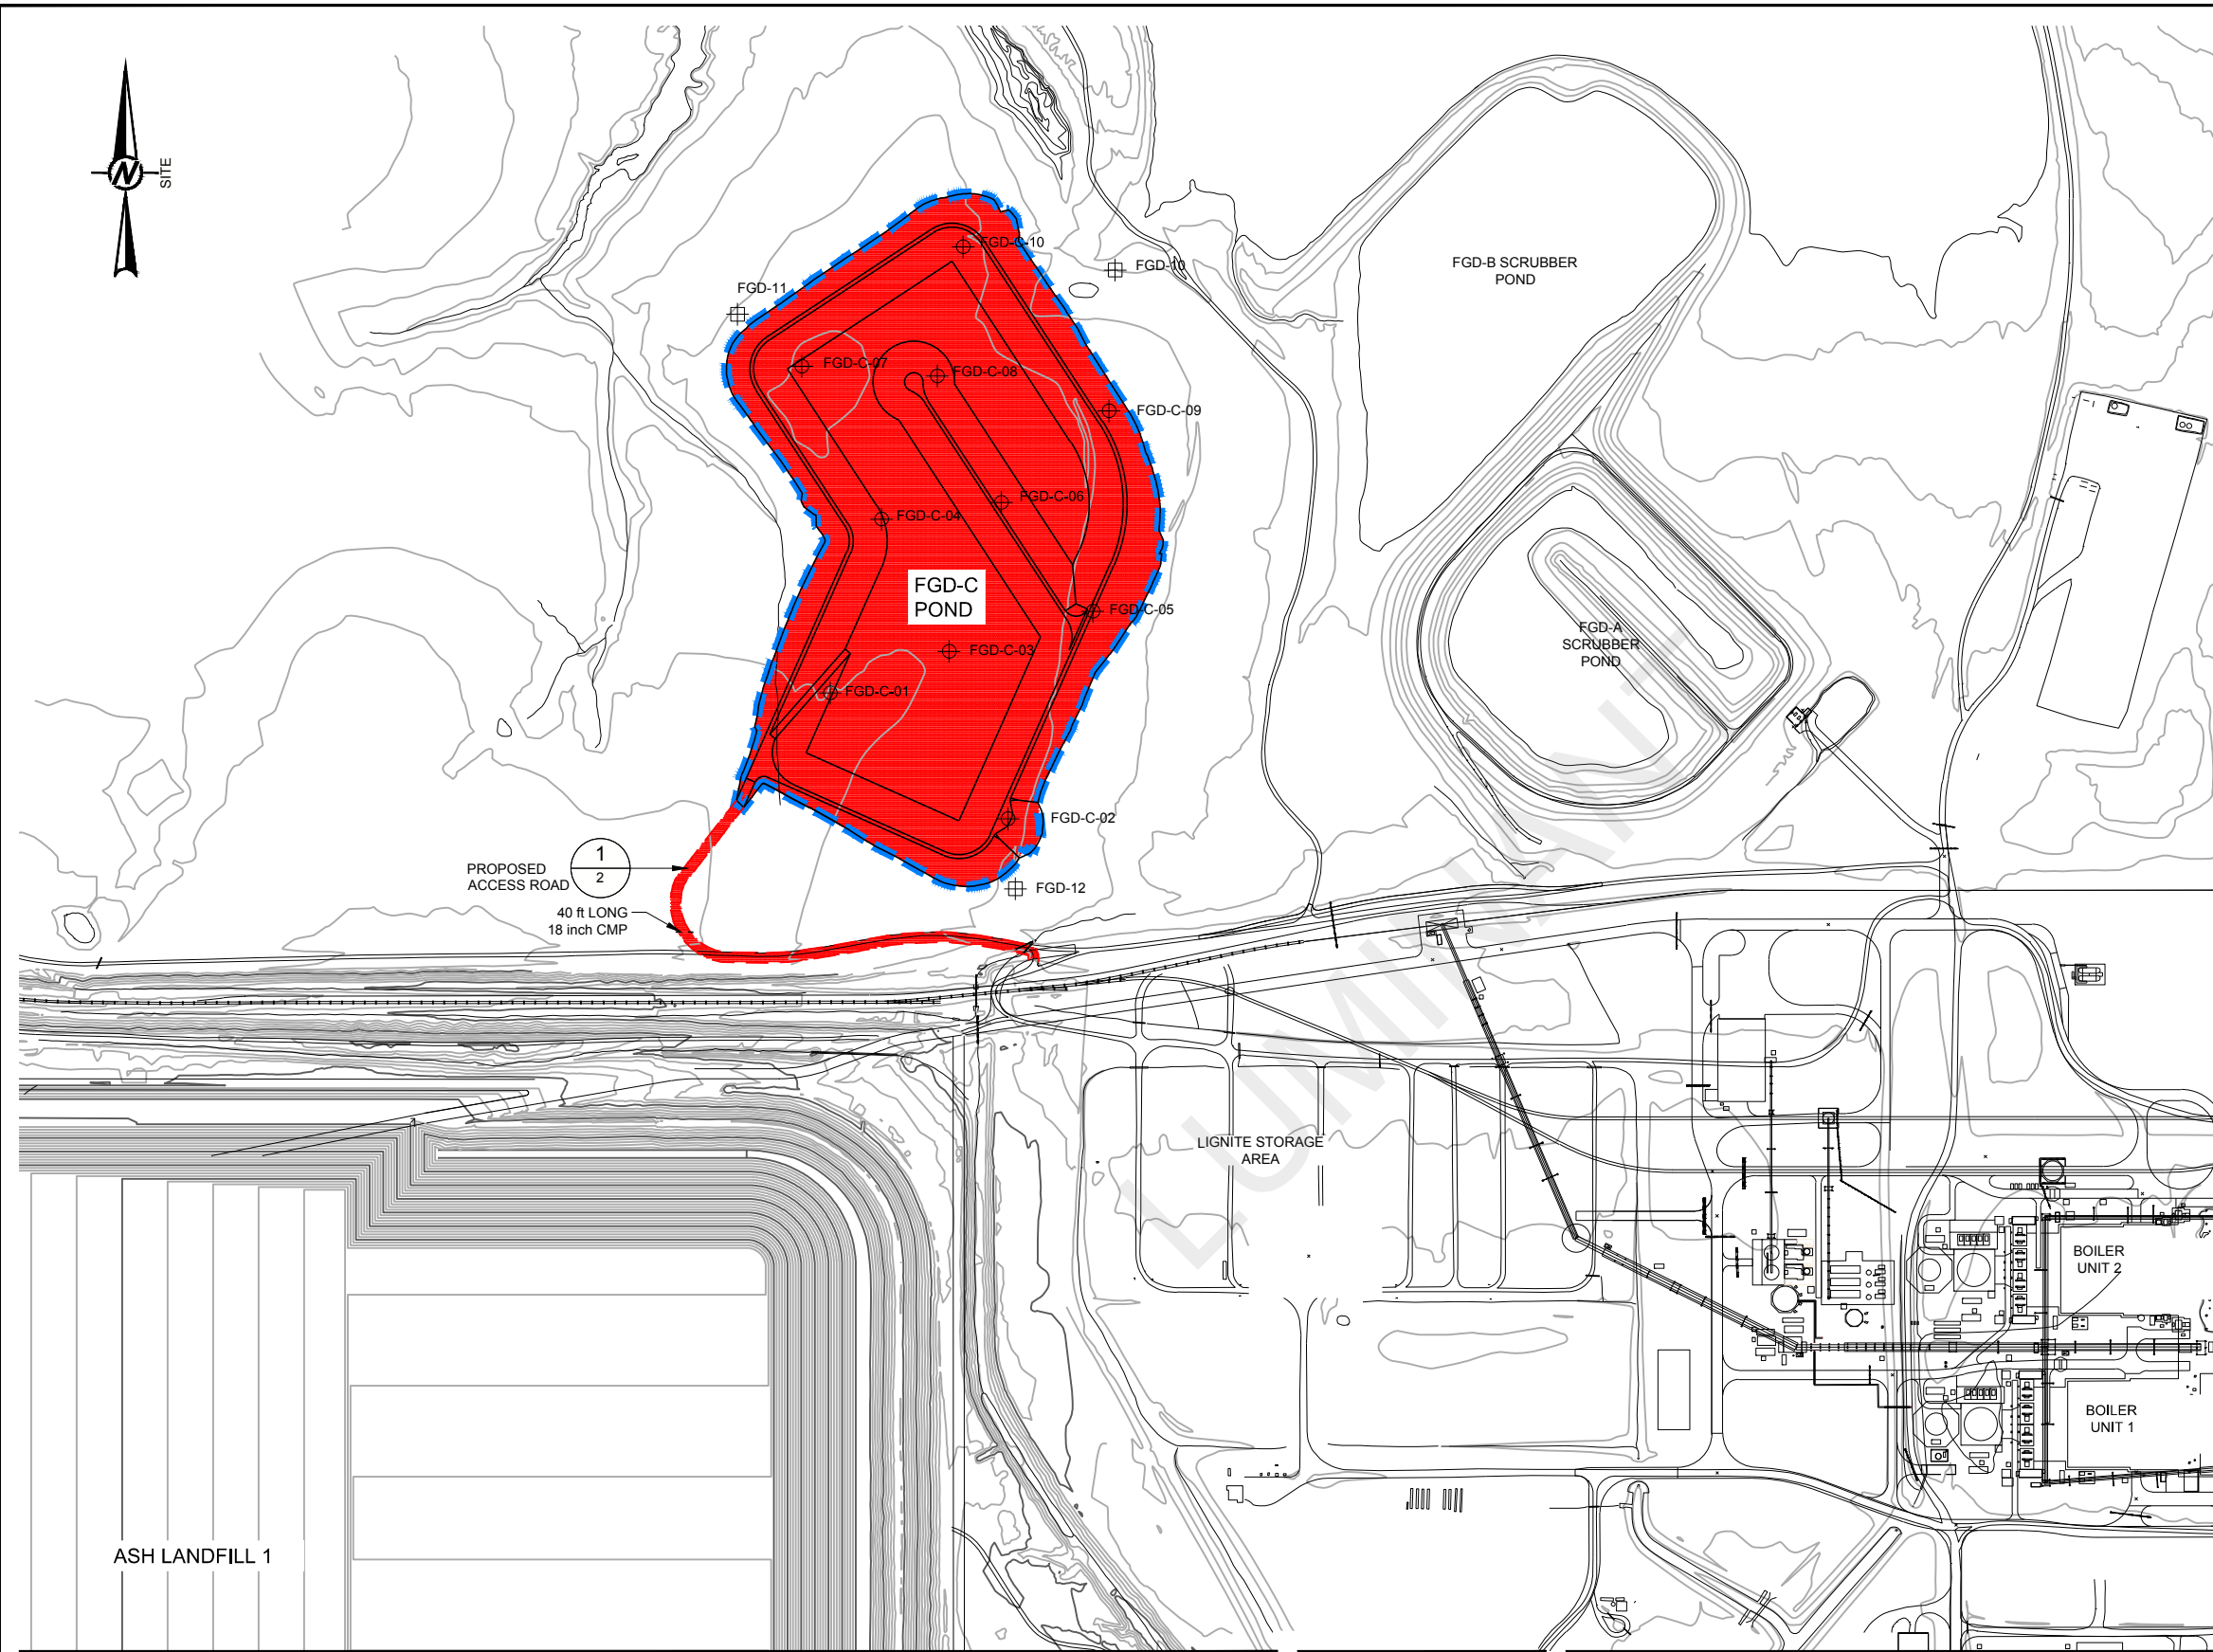 N
SITE
FGD-C-10
FGD-10
FGD-B SCRUBBER
POND
FGD-11
FGD-C-07
FGD-C-08
FGD-C-09
FGD-C-06
FGD-C-04
FGD-C
POND
FGD-C-05
FGD-A
SCRUBBER
POND
FGD-C-03
FGD-C-01
FGD-C-02
1
2
PROPOSED
ACCESS ROAD
FGD-12
40 ft LONG
18 inch CMP
LUMINANT
LIGNITE STORAGE
AREA
BOILER
UNIT 2
BOILER
UNIT 1
ASH LANDFILL 1